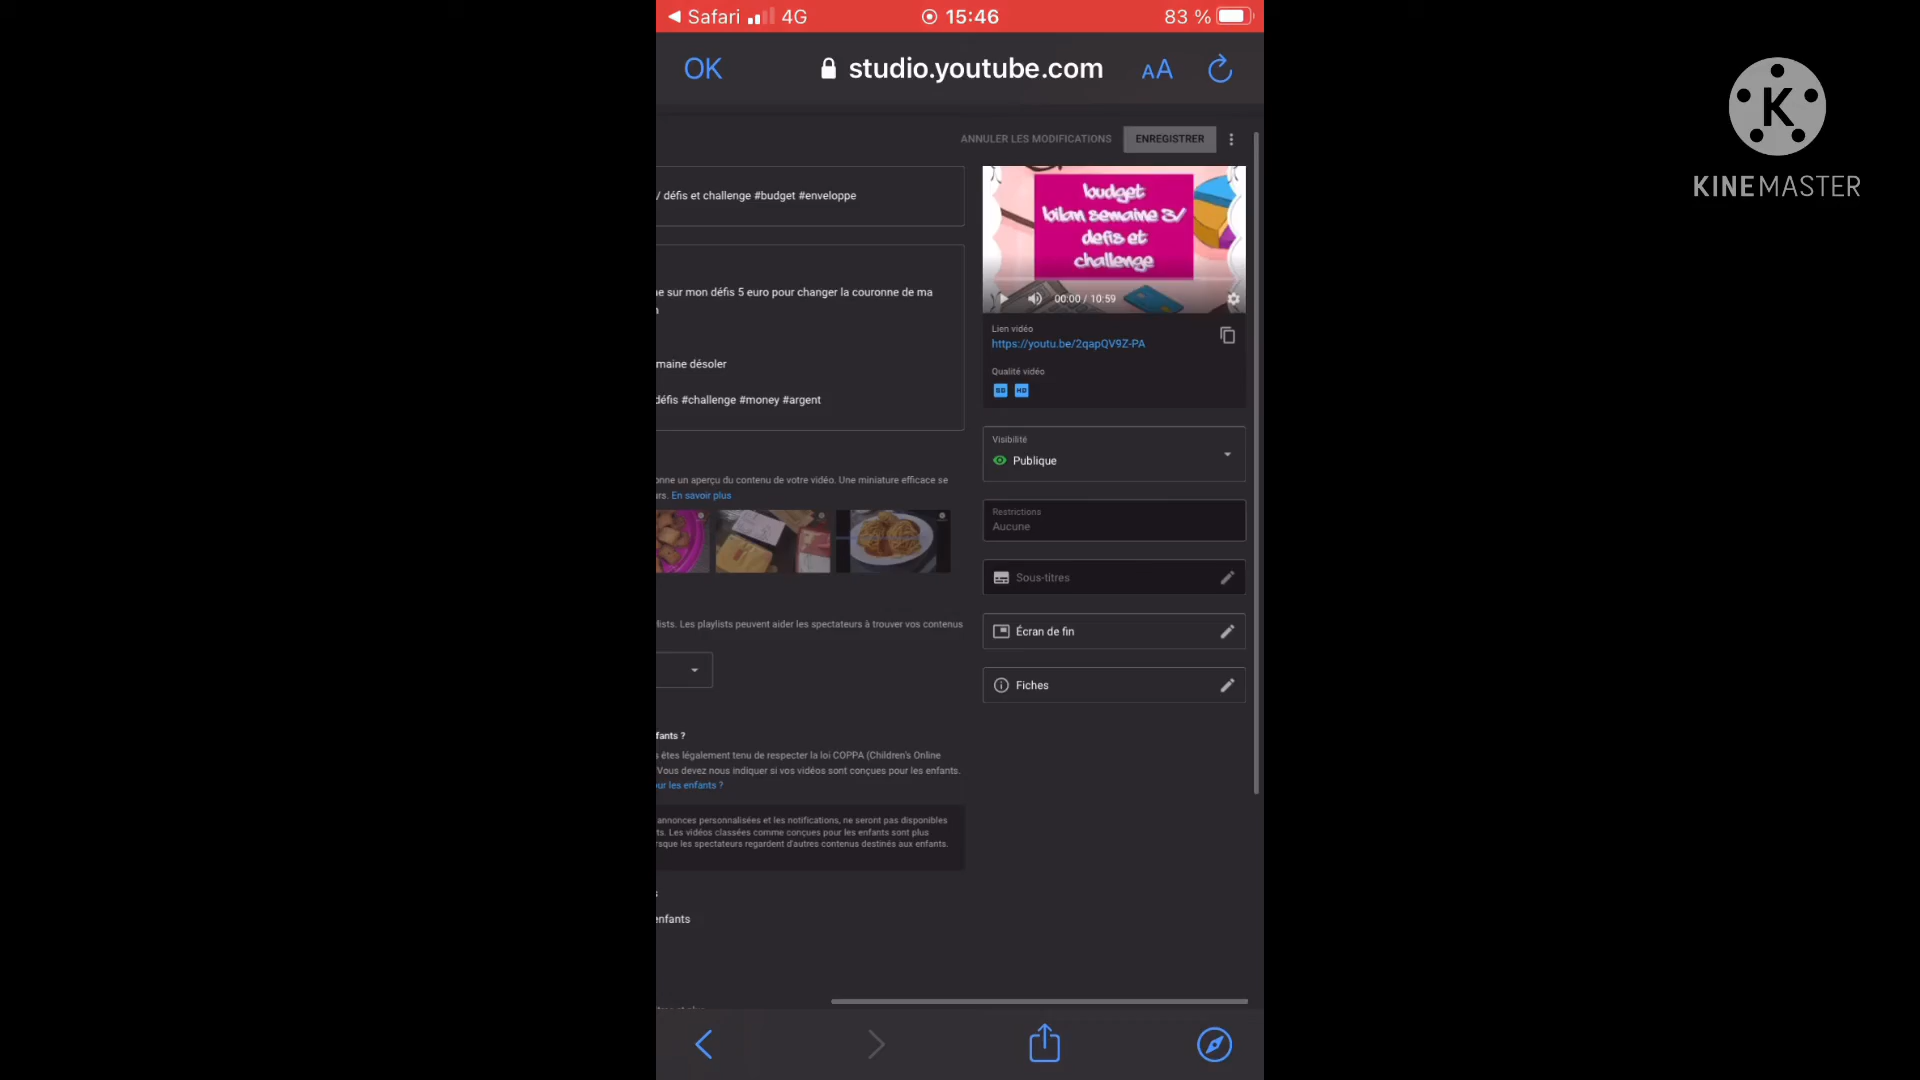 Safari 4G 15:46 83 %
OK studio.youtube.com AA
K
KINEMASTER
ANNULER LES MODIFICATIONS ENREGISTRER
/ défis et challenge #budget #enveloppe
budget
bilan semaine 3/
defis et
challenge
00:00 / 10:59
ne sur mon défis 5 euro pour changer la couronne de ma
Lien vidéo
https://youtu.be/2qapQV9Z-PA
maine désoler
Qualité vidéo
SD HD
défis #challenge #money #argent
Visibilité
Publique
onne un aperçu du contenu de votre vidéo. Une miniature efficace se
urs. En savoir plus
Restrictions
Aucune
Sous-titres
lists. Les playlists peuvent aider les spectateurs à trouver vos contenus
Écran de fin
Fiches
fants ?
s êtes légalement tenu de respecter la loi COPPA (Children's Online
Vous devez nous indiquer si vos vidéos sont conçues pour les enfants.
our les enfants ?
annonces personnalisées et les notifications, ne seront pas disponibles
ts. Les vidéos classées comme conçues pour les enfants sont plus
rsque les spectateurs regardent d'autres contenus destinés aux enfants.
enfants